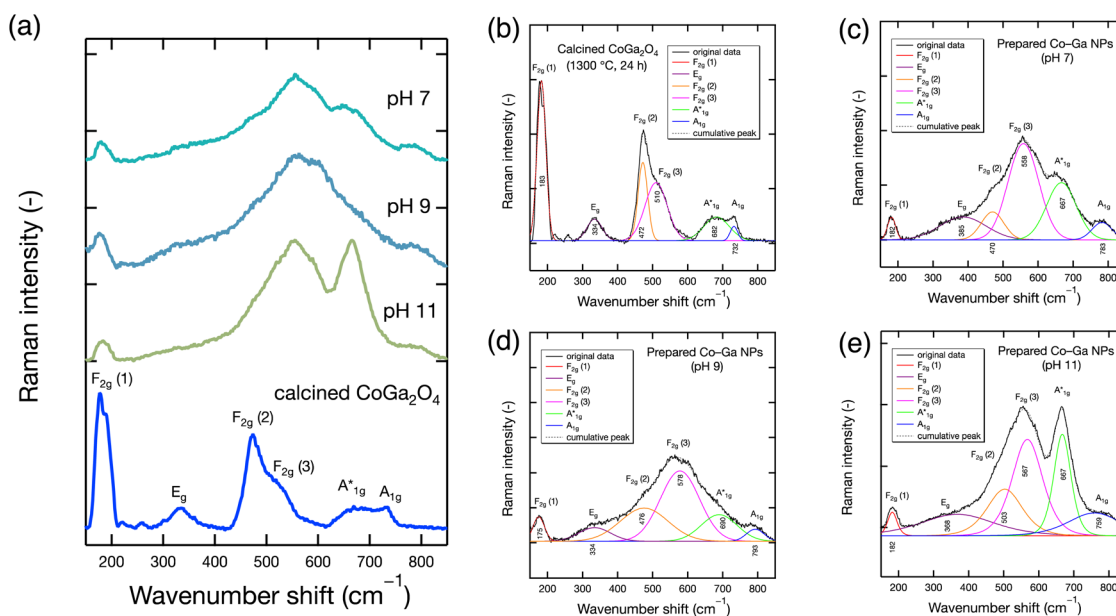 (a)
pH 7
pH 9
pH 11
calcined CoGa₂O₄
F₂g (1)
Eg
F₂g (2)
F₂g (3)
A*₁g
A₁g
Raman intensity (-)
200 300 400 500 600 700 800
Wavenumber shift (cm⁻¹)
(b)
Calcined CoGa₂O₄
(1300 °C, 24 h)
original data
F₂g (1)
Eg
F₂g (2)
F₂g (3)
A*₁g
A₁g
cumulative peak
F₂g (1)
Eg
F₂g (2)
F₂g (3)
A*₁g
A₁g
183
334
472
510
682
732
Raman intensity (-)
200 300 400 500 600 700 800
Wavenumber shift (cm⁻¹)
(c)
Prepared Co–Ga NPs
(pH 7)
original data
F₂g (1)
Eg
F₂g (2)
F₂g (3)
A*₁g
A₁g
cumulative peak
F₂g (1)
Eg
F₂g (2)
F₂g (3)
A*₁g
A₁g
182
385
470
558
667
783
Raman intensity (-)
200 300 400 500 600 700 800
Wavenumber shift (cm⁻¹)
(d)
Prepared Co–Ga NPs
(pH 9)
original data
F₂g (1)
Eg
F₂g (2)
F₂g (3)
A*₁g
A₁g
cumulative peak
F₂g (1)
Eg
F₂g (2)
F₂g (3)
A*₁g
A₁g
175
334
476
578
690
793
Raman intensity (-)
200 300 400 500 600 700 800
Wavenumber shift (cm⁻¹)
(e)
Prepared Co–Ga NPs
(pH 11)
original data
F₂g (1)
Eg
F₂g (2)
F₂g (3)
A*₁g
A₁g
cumulative peak
F₂g (1)
Eg
F₂g (2)
F₂g (3)
A*₁g
A₁g
182
368
503
567
667
759
Raman intensity (-)
200 300 400 500 600 700 800
Wavenumber shift (cm⁻¹)